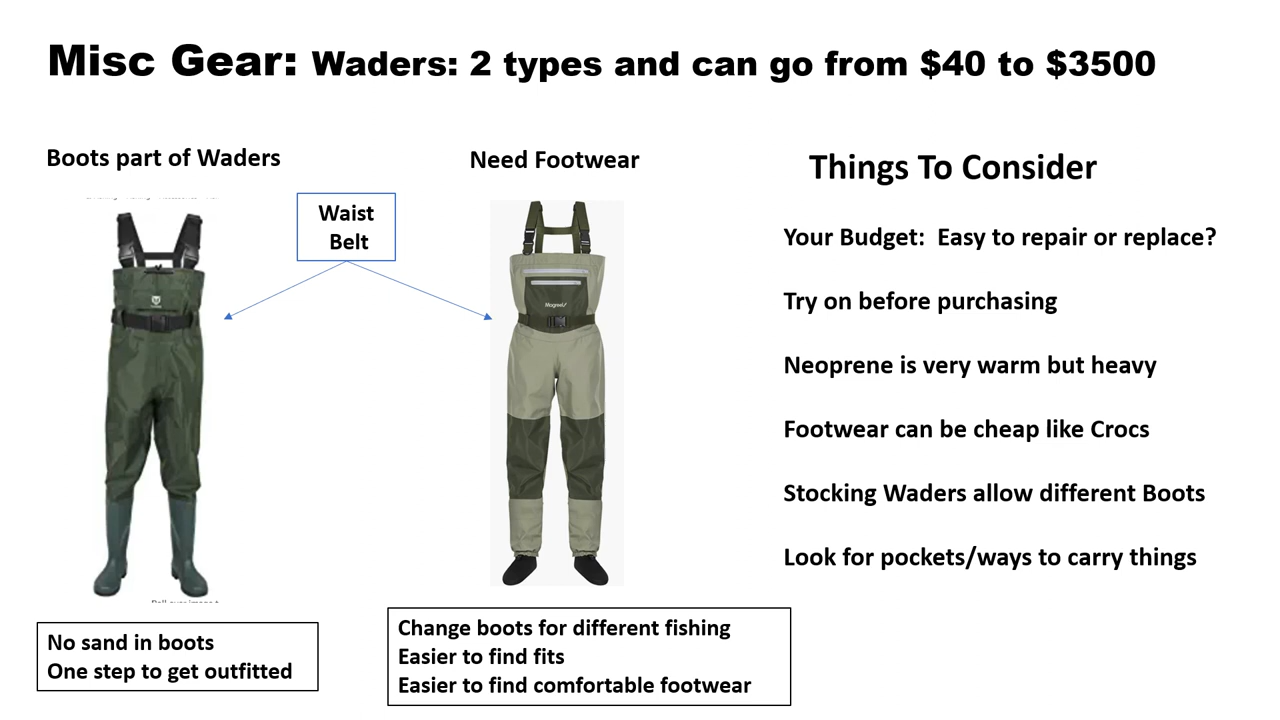 Misc Gear: Waders: 2 types and can go from $40 to $3500
Boots part of Waders
Need Footwear
Things To Consider
Waist
Belt
Your Budget:  Easy to repair or replace?
Try on before purchasing
Neoprene is very warm but heavy
Footwear can be cheap like Crocs
Stocking Waders allow different Boots
Look for pockets/ways to carry things
No sand in boots
One step to get outfitted
Change boots for different fishing
Easier to find fits
Easier to find comfortable footwear